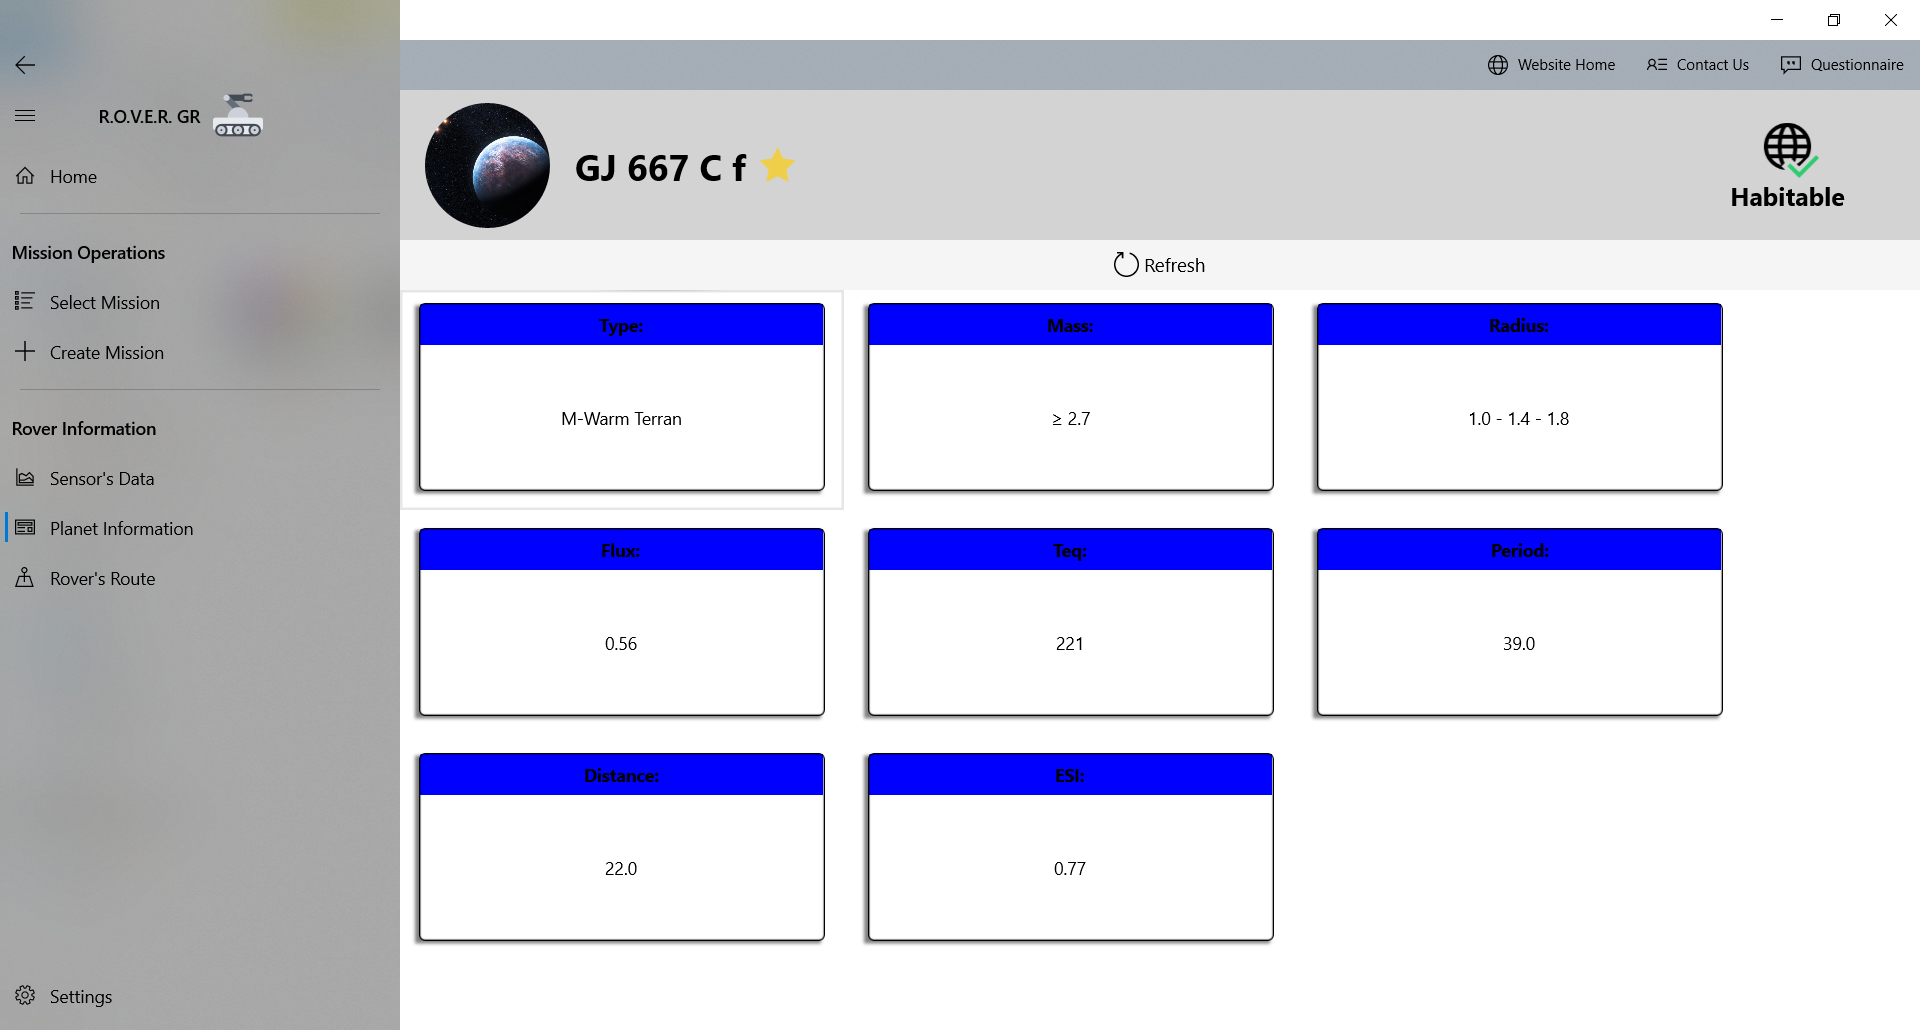 Website Home
Contact Us
Questionnaire
R.O.V.E.R. GR
Home
Mission Operations
Select Mission
Create Mission
Rover Information
Sensor's Data
Planet Information
Rover's Route
Settings
GJ 667 C f
Habitable
Refresh
Type:
M-Warm Terran
Mass:
≥ 2.7
Radius:
1.0 - 1.4 - 1.8
Flux:
0.56
Teq:
221
Period:
39.0
Distance:
22.0
ESI:
0.77